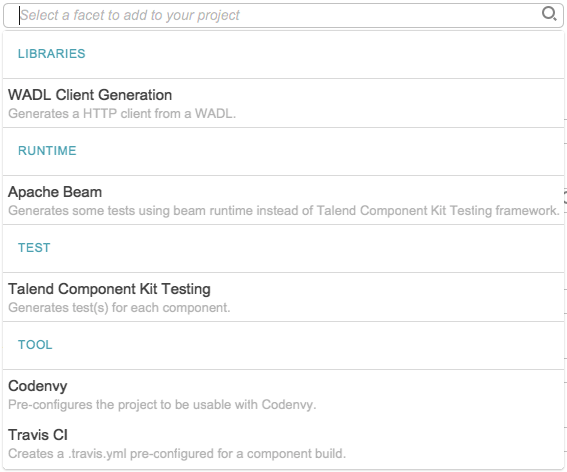 Select a facet to add to your project
LIBRARIES
WADL Client Generation
Generates a HTTP client from a WADL.
RUNTIME
Apache Beam
Generates some tests using beam runtime instead of Talend Component Kit Testing framework.
TEST
Talend Component Kit Testing
Generates test(s) for each component.
TOOL
Codenvy
Pre-configures the project to be usable with Codenvy.
Travis CI
Creates a .travis.yml pre-configured for a component build.